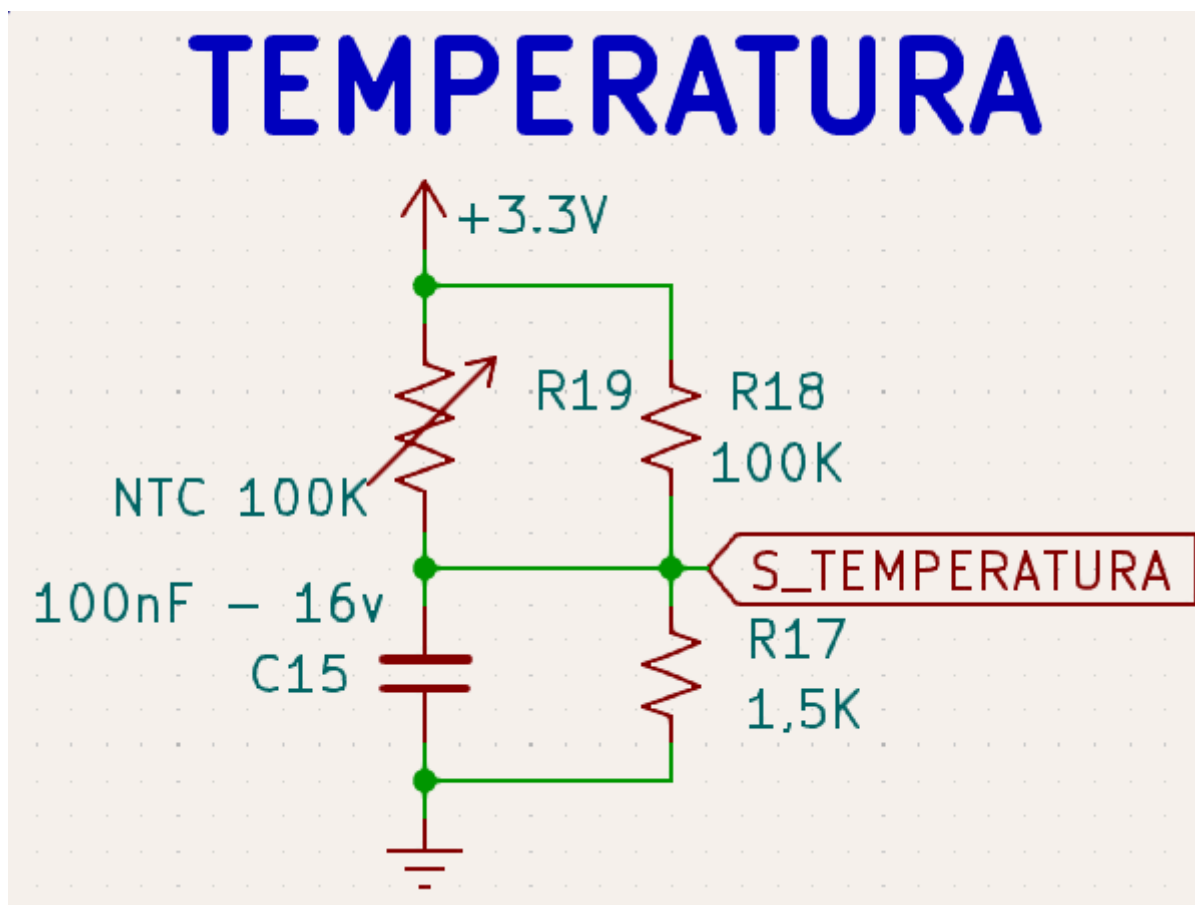 TEMPERATURA
+3.3V
R19
R18
100K
NTC 100K
S_TEMPERATURA
100nF - 16v
R17
C15
1,5K